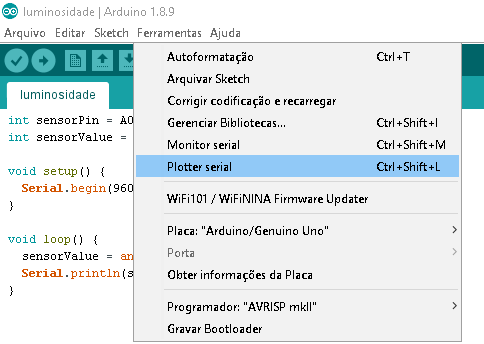 luminosidade | Arduino 1.8.9
Arquivo Editar Sketch Ferramentas Ajuda
Autoformatação Ctrl+T
Arquivar Sketch
Corrigir codificação e recarregar
Gerenciar Bibliotecas... Ctrl+Shift+I
Monitor serial Ctrl+Shift+M
Plotter serial Ctrl+Shift+L
WiFi101 / WiFiNINA Firmware Updater
Placa: "Arduino/Genuino Uno"
Porta
Obter informações da Placa
Programador: "AVRISP mkII"
Gravar Bootloader
luminosidade
int sensorPin = A0
int sensorValue =
void setup() {
Serial.begin(960
}
void loop() {
sensorValue = an
Serial.println(s
}